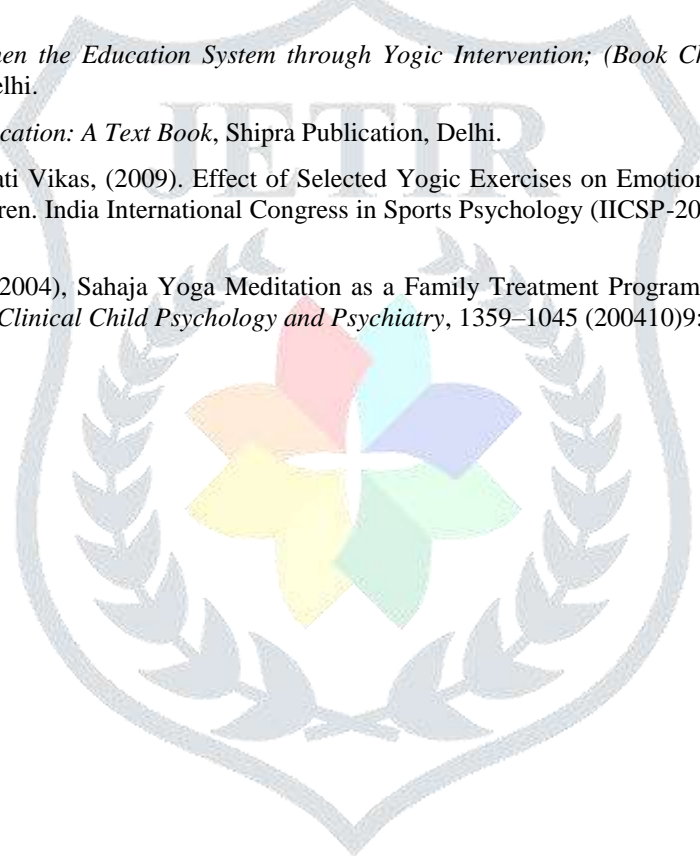 en the Education System through Yogic Intervention; (Book Ch
elhi.
cation: A Text Book, Shipra Publication, Delhi.
ati Vikas, (2009). Effect of Selected Yogic Exercises on Emotion
ren. India International Congress in Sports Psychology (IICSP-20
2004), Sahaja Yoga Meditation as a Family Treatment Program
Clinical Child Psychology and Psychiatry, 1359–1045 (200410)9:
JETIR